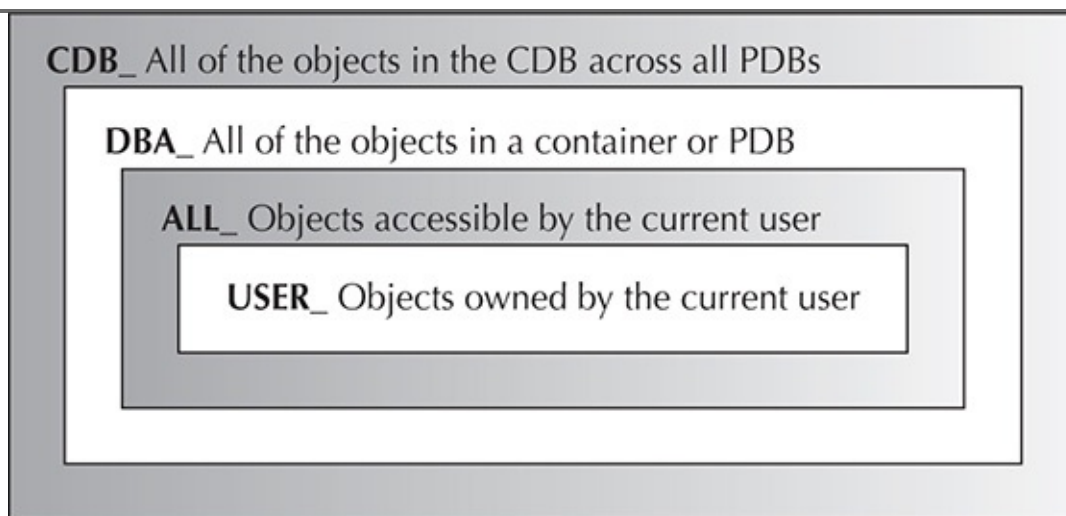 CDB_ All of the objects in the CDB across all PDBs
DBA_ All of the objects in a container or PDB
ALL_ Objects accessible by the current user
USER_ Objects owned by the current user